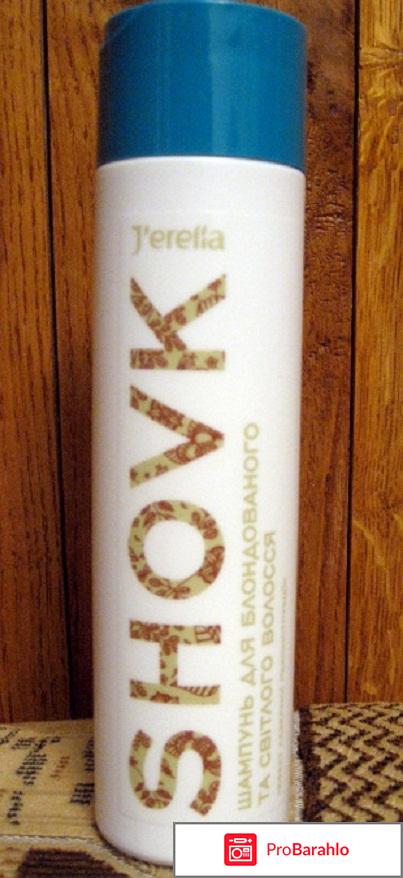 J'erelia
SHOVK
ШАМПУНЬ ДЛЯ БЛОНДОВАНОГО
ТА СВІТЛОГО ВОЛОССЯ
ProBarahlo